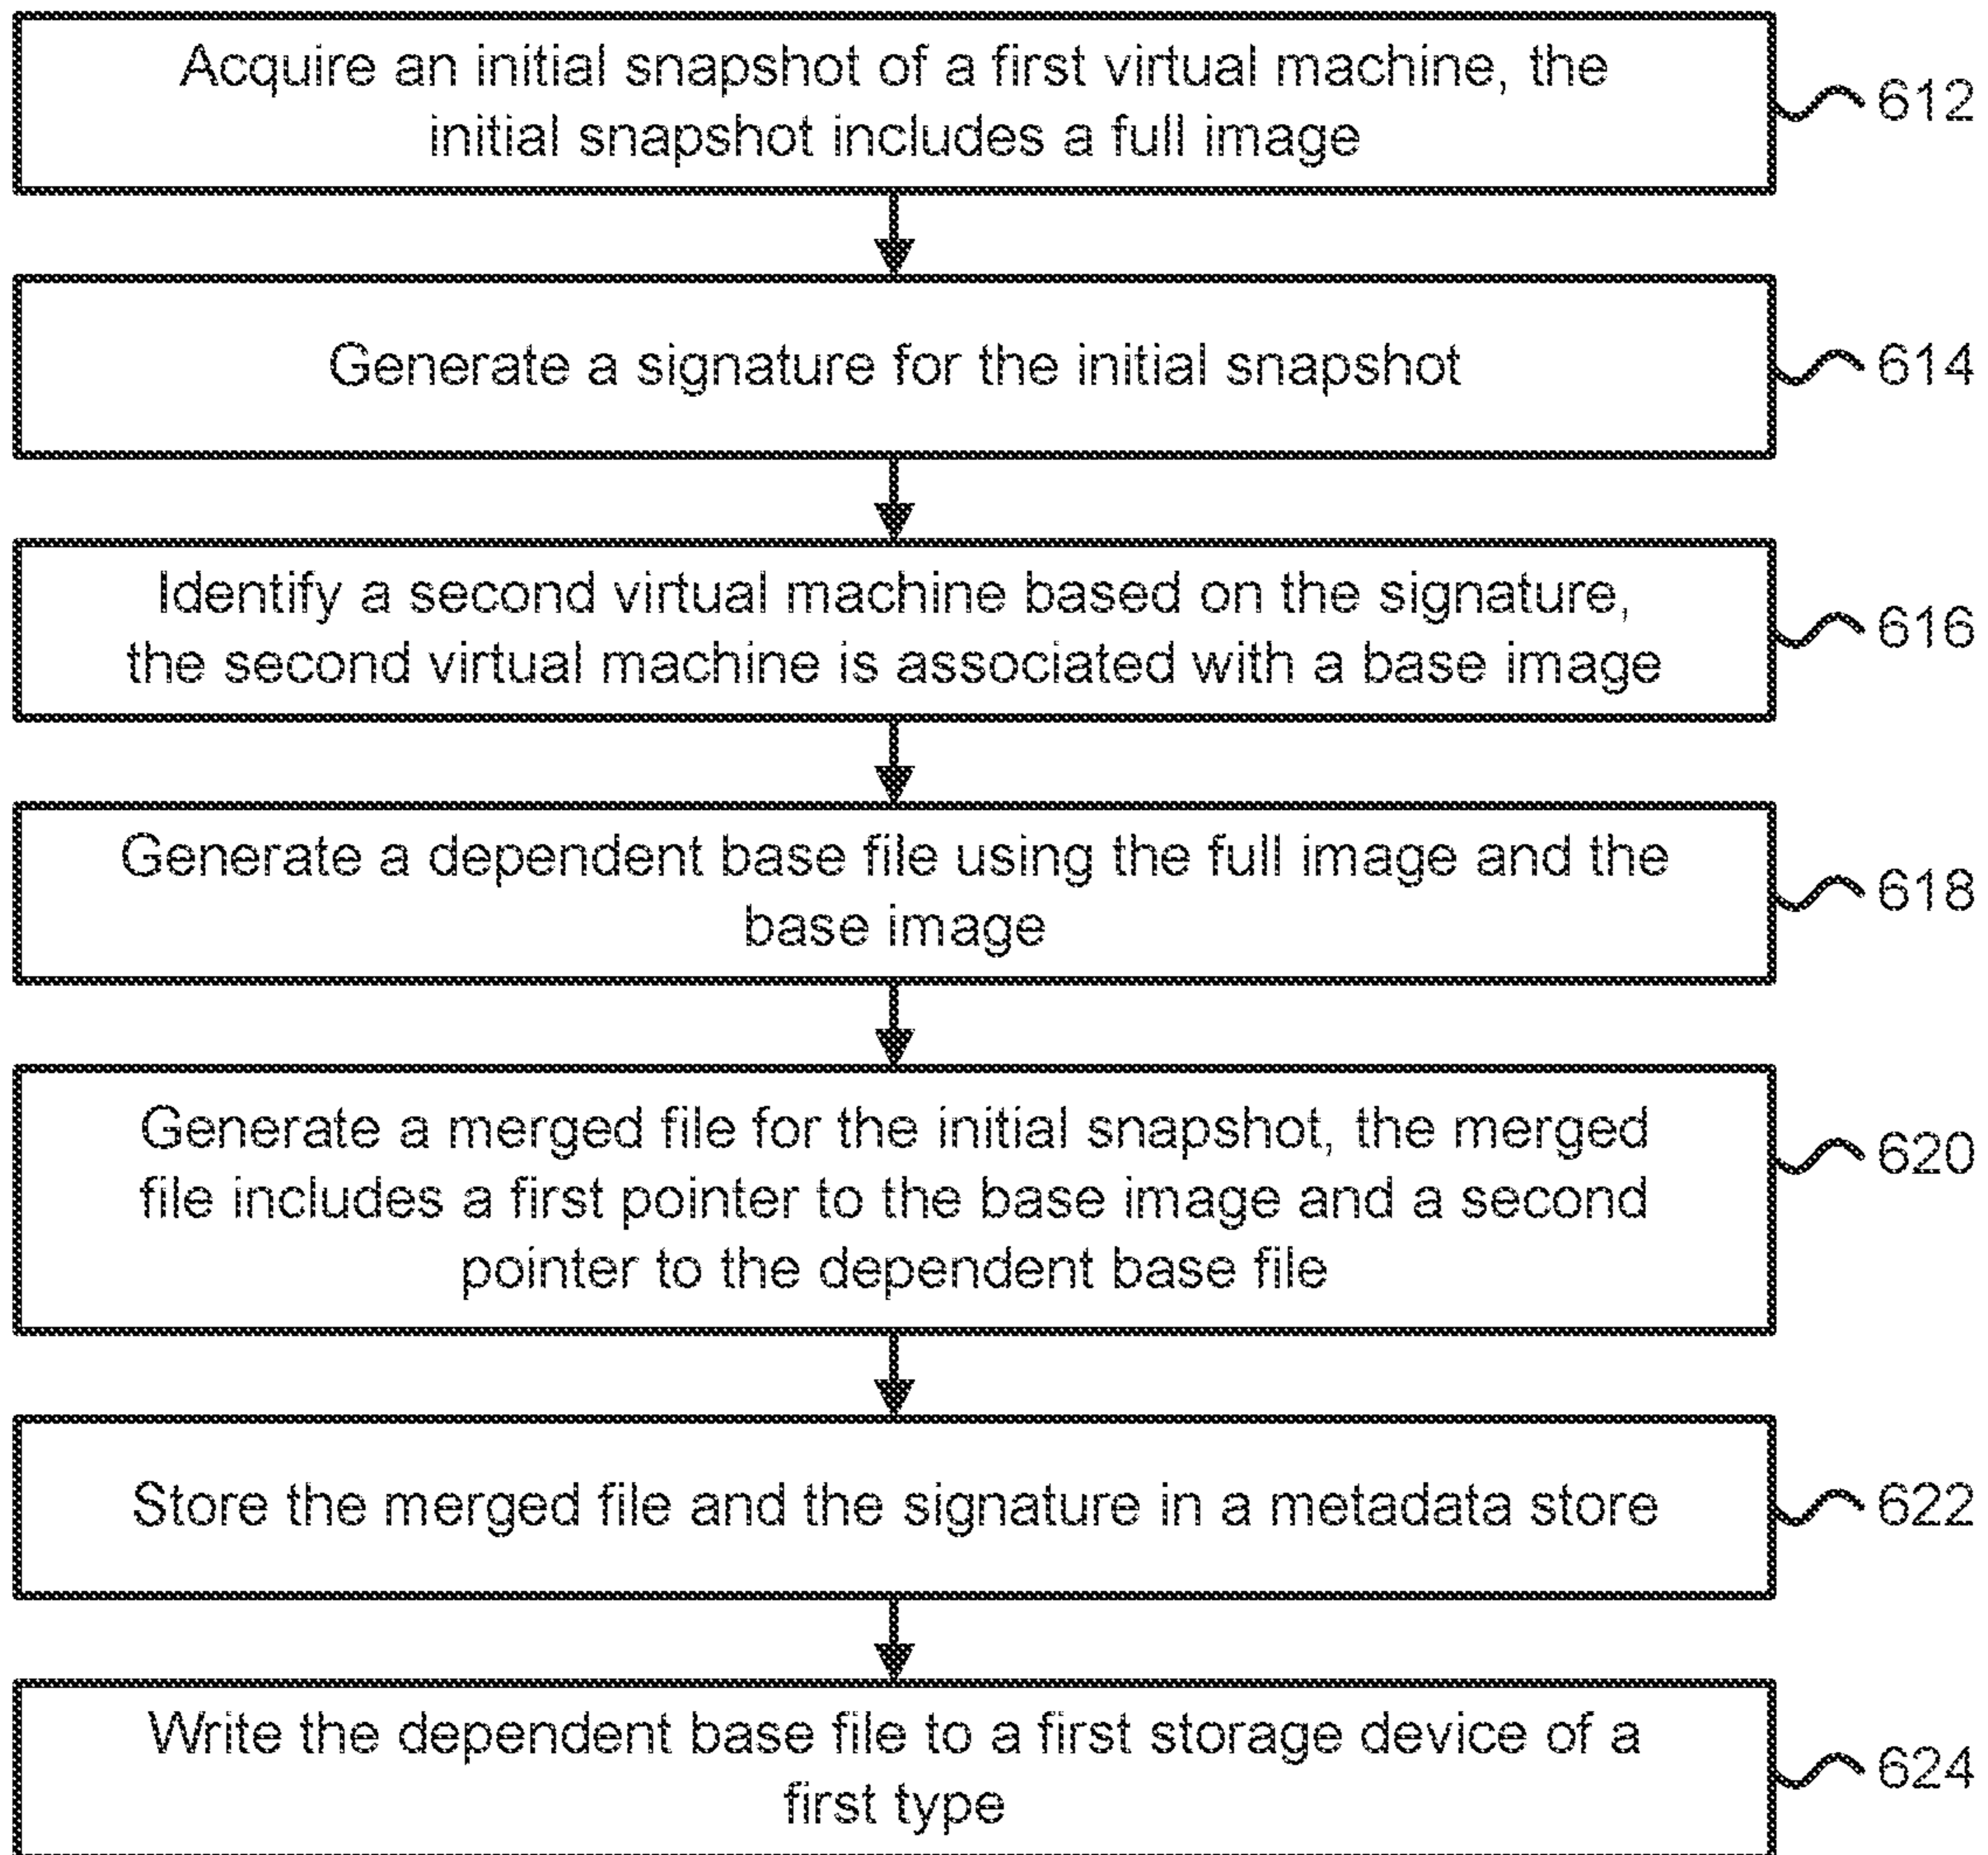 Acquire an initial snapshot of a first virtual machine, the
initial snapshot includes a full image
612
Generate a signature for the initial snapshot
614
Identify a second virtual machine based on the signature,
the second virtual machine is associated with a base image
616
Generate a dependent base file using the full image and the
base image
618
Generate a merged file for the initial snapshot, the merged
file includes a first pointer to the base image and a second
pointer to the dependent base file
620
Store the merged file and the signature in a metadata store
622
Write the dependent base file to a first storage device of a
first type
624